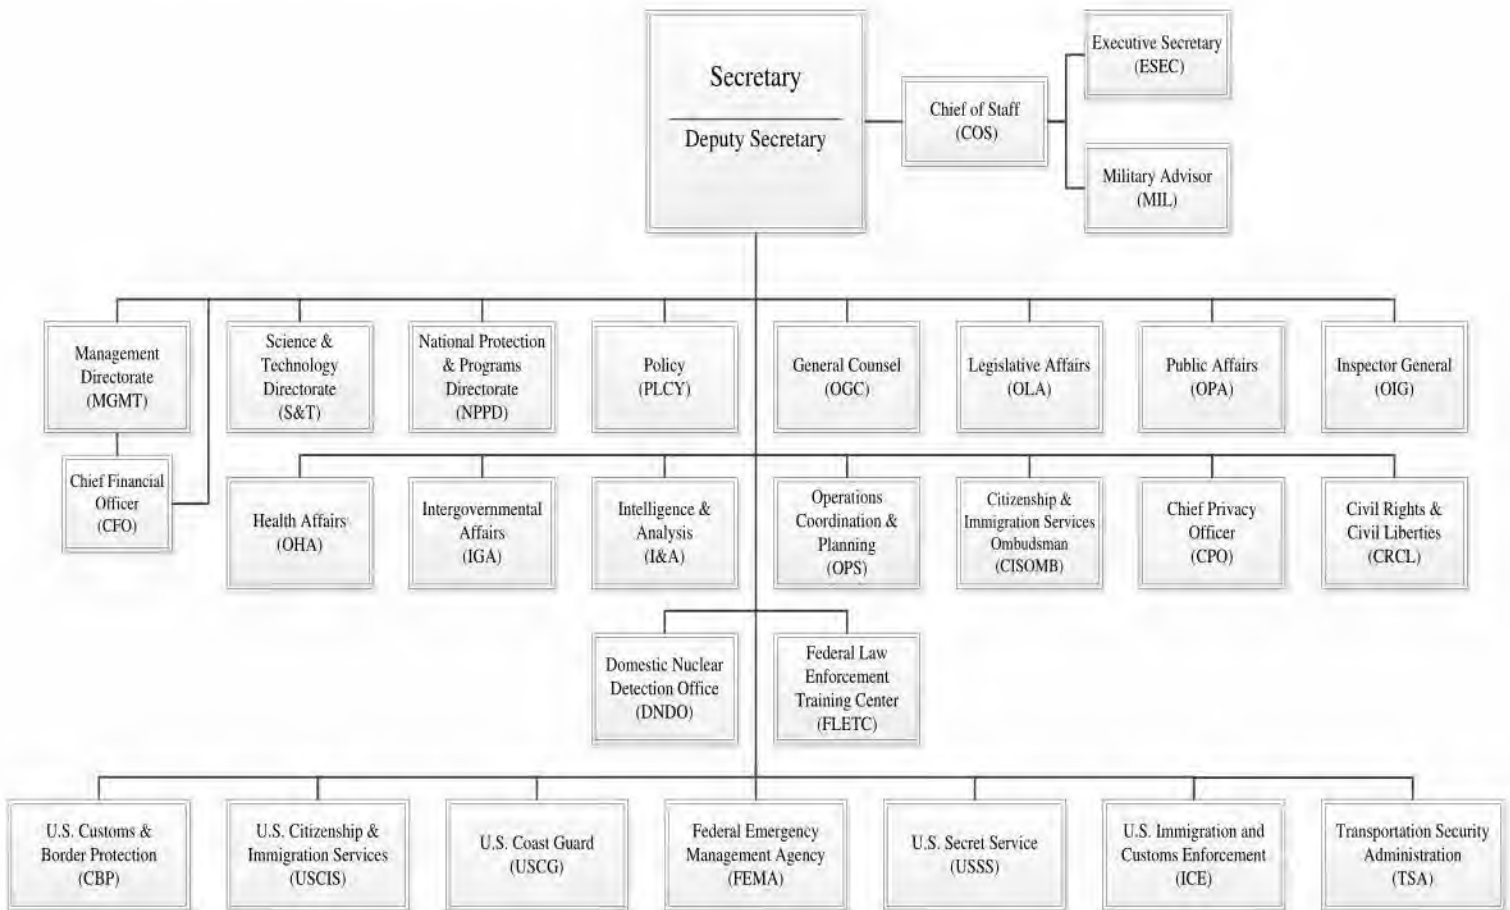 Secretary
Deputy Secretary
Chief of Staff
(COS)
Executive Secretary
(ESEC)
Military Advisor
(MIL)
Management
Directorate
(MGMT)
Science &
Technology
Directorate
(S&T)
National Protection
& Programs
Directorate
(NPPD)
Policy
(PLCY)
General Counsel
(OGC)
Legislative Affairs
(OLA)
Public Affairs
(OPA)
Inspector General
(OIG)
Chief Financial
Officer
(CFO)
Health Affairs
(OHA)
Intergovernmental
Affairs
(IGA)
Intelligence &
Analysis
(I&A)
Operations
Coordination &
Planning
(OPS)
Citizenship &
Immigration Services
Ombudsman
(CISOMB)
Chief Privacy
Officer
(CPO)
Civil Rights &
Civil Liberties
(CRCL)
Domestic Nuclear
Detection Office
(DNDO)
Federal Law
Enforcement
Training Center
(FLETC)
U.S. Customs &
Border Protection
(CBP)
U.S. Citizenship &
Immigration Services
(USCIS)
U.S. Coast Guard
(USCG)
Federal Emergency
Management Agency
(FEMA)
U.S. Secret Service
(USSS)
U.S. Immigration and
Customs Enforcement
(ICE)
Transportation Security
Administration
(TSA)